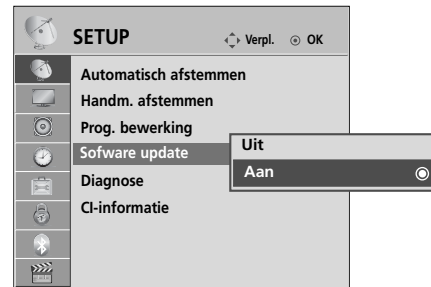 SETUP
Verpl. OK
Automatisch afstemmen
Handm. afstemmen
Prog. bewerking
Sofware update
Uit
Aan
Diagnose
CI-informatie